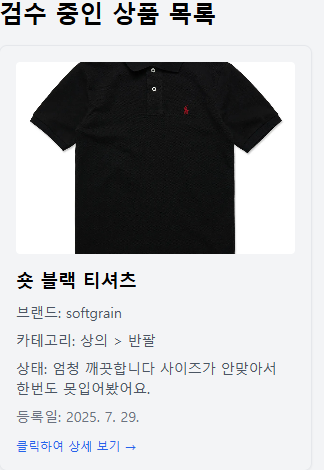 검수 중인 상품 목록
숏 블랙 티셔츠
브랜드: softgrain
카테고리: 상의 > 반팔
상태: 엄청 깨끗합니다 사이즈가 안맞아서
한번도 못입어봤어요.
등록일: 2025. 7. 29.
클릭하여 상세 보기 →